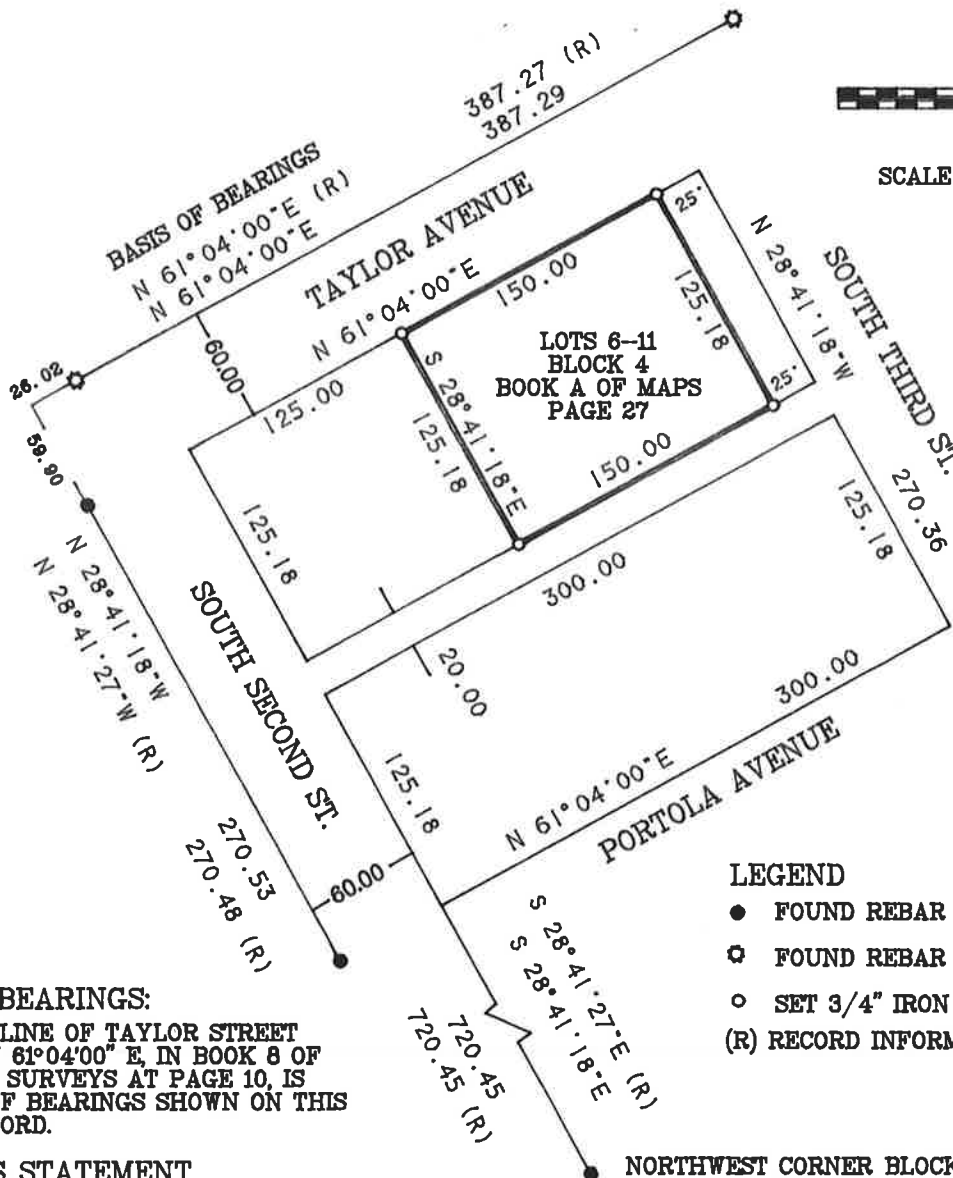 387.27 (R)
387.29
BASIS OF BEARINGS
N 61°04'00"E (R)
N 61°04'00"E
TAYLOR AVENUE
SCALE
N 61°04'00"E
150.00
25'
N 28°41'18"W
SOUTH THIRD ST.
26.02
60.00
125.00
LOTS 6-11
BLOCK 4
BOOK A OF MAPS
PAGE 27
125.18
25'
59.90
S 28°41'18"E
125.18
150.00
270.36
125.18
125.18
N 28°41'18"W
N 28°41'27"W (R)
300.00
SOUTH SECOND ST.
20.00
300.00
125.18
N 61°04'00"E
PORTOLA AVENUE
270.53
270.48 (R)
60.00
LEGEND
FOUND REBAR
FOUND REBAR
SET 3/4" IRON
(R) RECORD INFORM
S 28°41'27"E (R)
S 28°41'18"E
720.45
720.45 (R)
BEARINGS:
LINE OF TAYLOR STREET
61°04'00" E, IN BOOK 8 OF
SURVEYS AT PAGE 10, IS
F BEARINGS SHOWN ON THIS
ORD.
S STATEMENT
NORTHWEST CORNER BLOCK